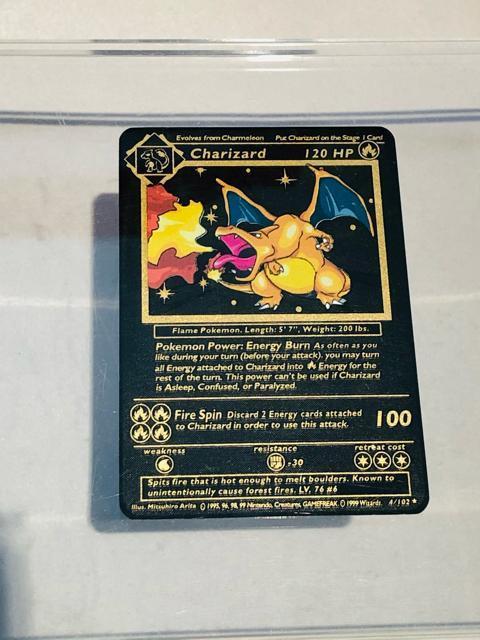 Evolves from Charmeleon Put Charizard on the Stage 1 Card
Charizard 120 HP
Flame Pokemon. Length: 5' 7", Weight: 200 lbs.
Pokemon Power: Energy Burn As often as you
like during your turn (before your attack), you may turn
all Energy attached to Charizard into Energy for the
rest of the turn. This power can't be used if Charizard
is Asleep, Confused, or Paralyzed.
Fire Spin Discard 2 Energy cards attached
to Charizard in order to use this attack. 100
weakness resistance retreat cost
-30
Spits fire that is hot enough to melt boulders. Known to
unintentionally cause forest fires. LV. 76 #6
Illus. Mitsuhiro Arita © 1995, 96, 98, 99 Nintendo, Creatures, GAMEFREAK. © 1999 Wizards. 4/102 ★